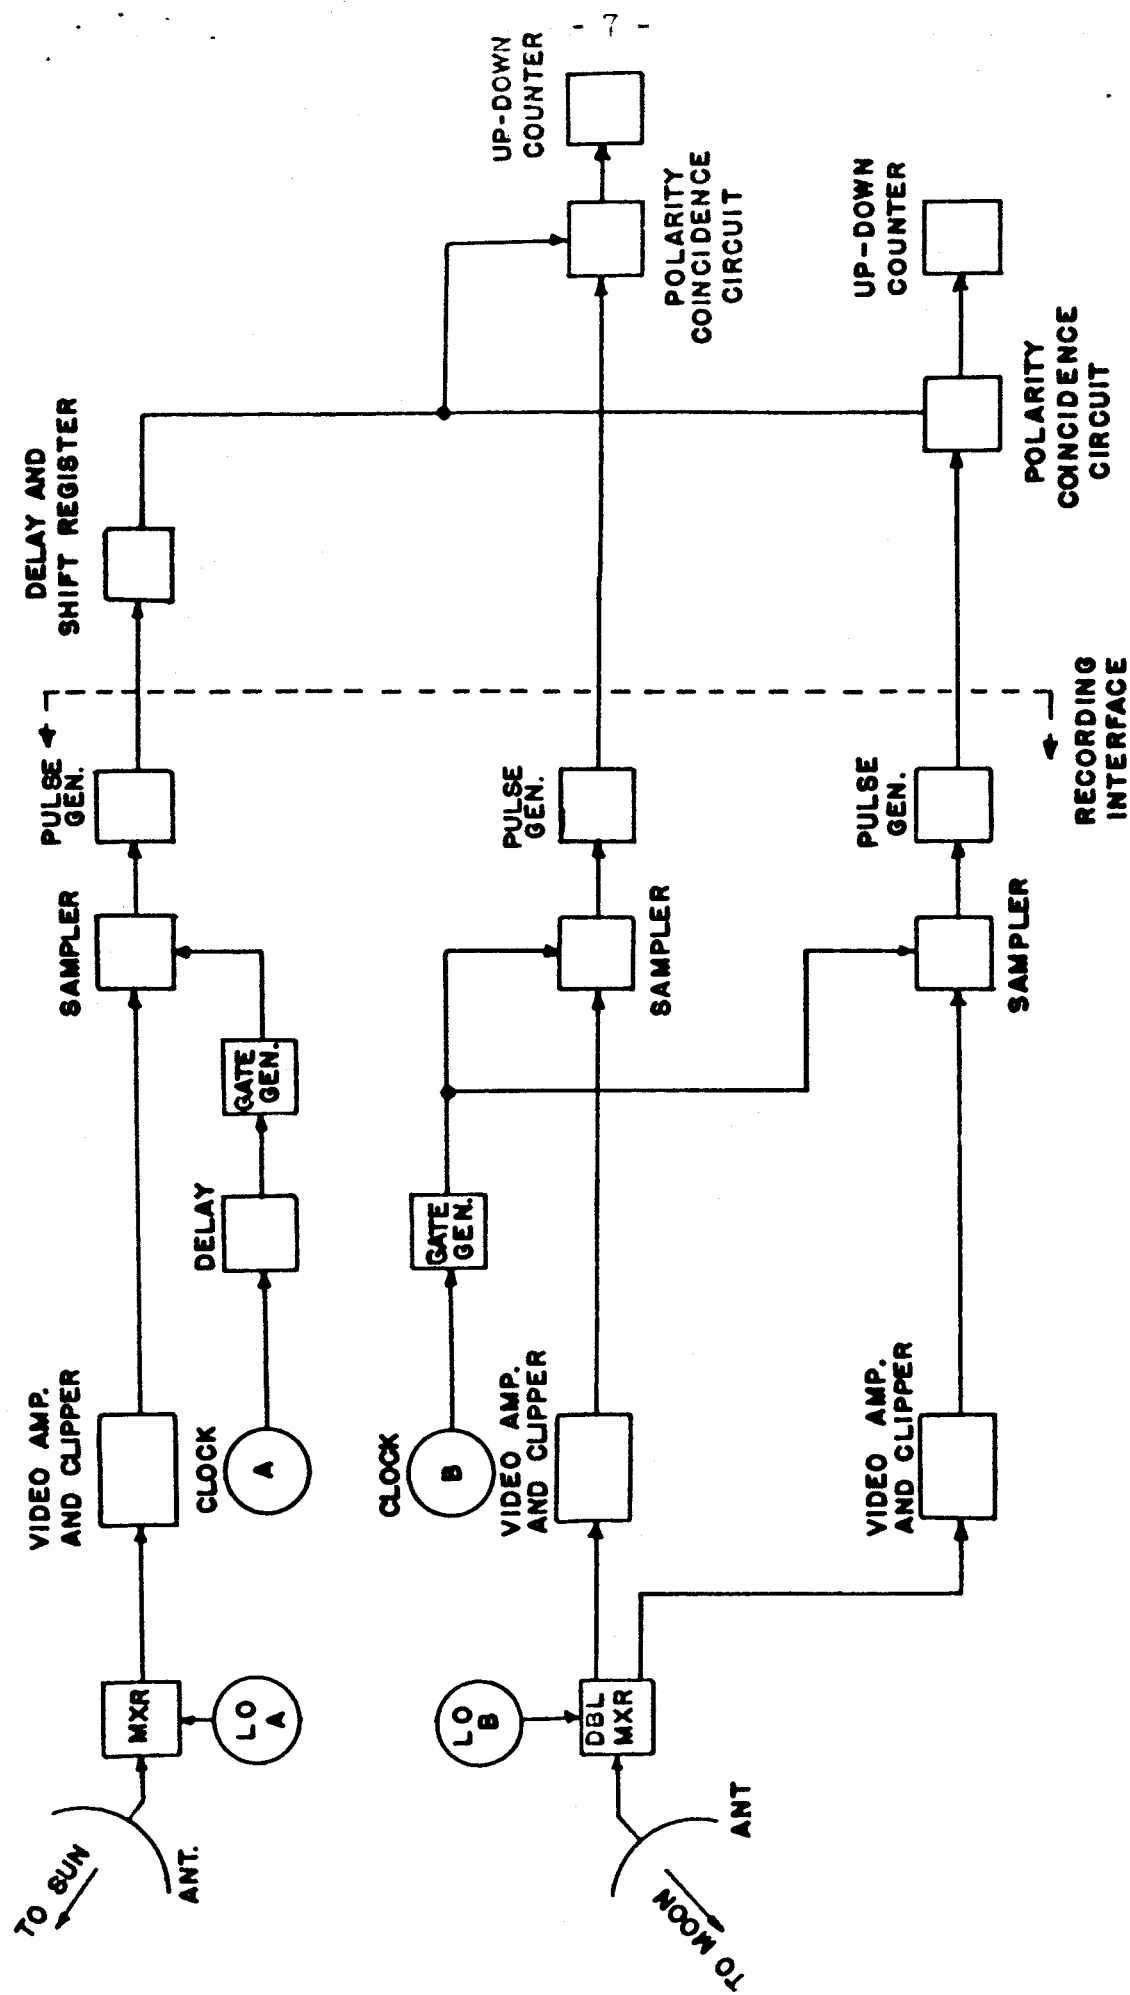 - 7 -
TO SUN
ANT.
MXR
LO
A
VIDEO AMP.
AND CLIPPER
CLOCK
A
DELAY
GATE
GEN.
SAMPLER
PULSE
GEN.
DELAY AND
SHIFT REGISTER
TO MOON
ANT
LO
B
DBL
MXR
CLOCK
B
GATE
GEN.
VIDEO AMP.
AND CLIPPER
SAMPLER
PULSE
GEN.
POLARITY
COINCIDENCE
CIRCUIT
UP-DOWN
COUNTER
VIDEO AMP.
AND CLIPPER
SAMPLER
PULSE
GEN.
RECORDING
INTERFACE
POLARITY
COINCIDENCE
CIRCUIT
UP-DOWN
COUNTER